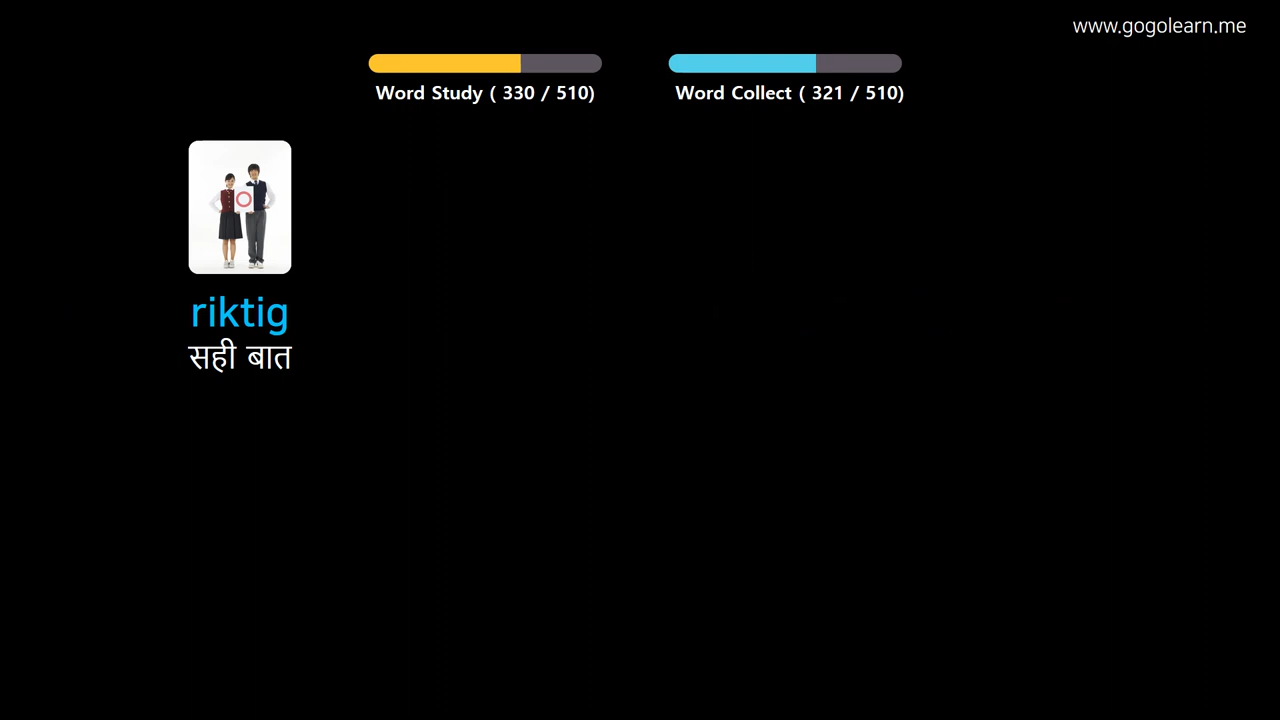 www.gogolearn.me
Word Study ( 330 / 510)
Word Collect ( 321 / 510)
riktig
सही बात